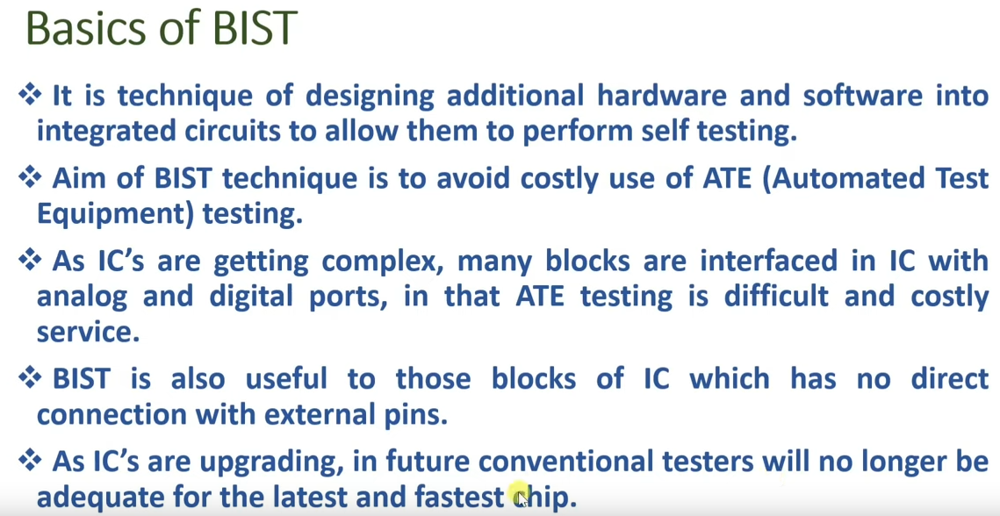 Basics of BIST
❖ It is technique of designing additional hardware and software into
integrated circuits to allow them to perform self testing.
❖ Aim of BIST technique is to avoid costly use of ATE (Automated Test
Equipment) testing.
❖ As IC’s are getting complex, many blocks are interfaced in IC with
analog and digital ports, in that ATE testing is difficult and costly
service.
❖ BIST is also useful to those blocks of IC which has no direct
connection with external pins.
❖ As IC’s are upgrading, in future conventional testers will no longer be
adequate for the latest and fastest chip.